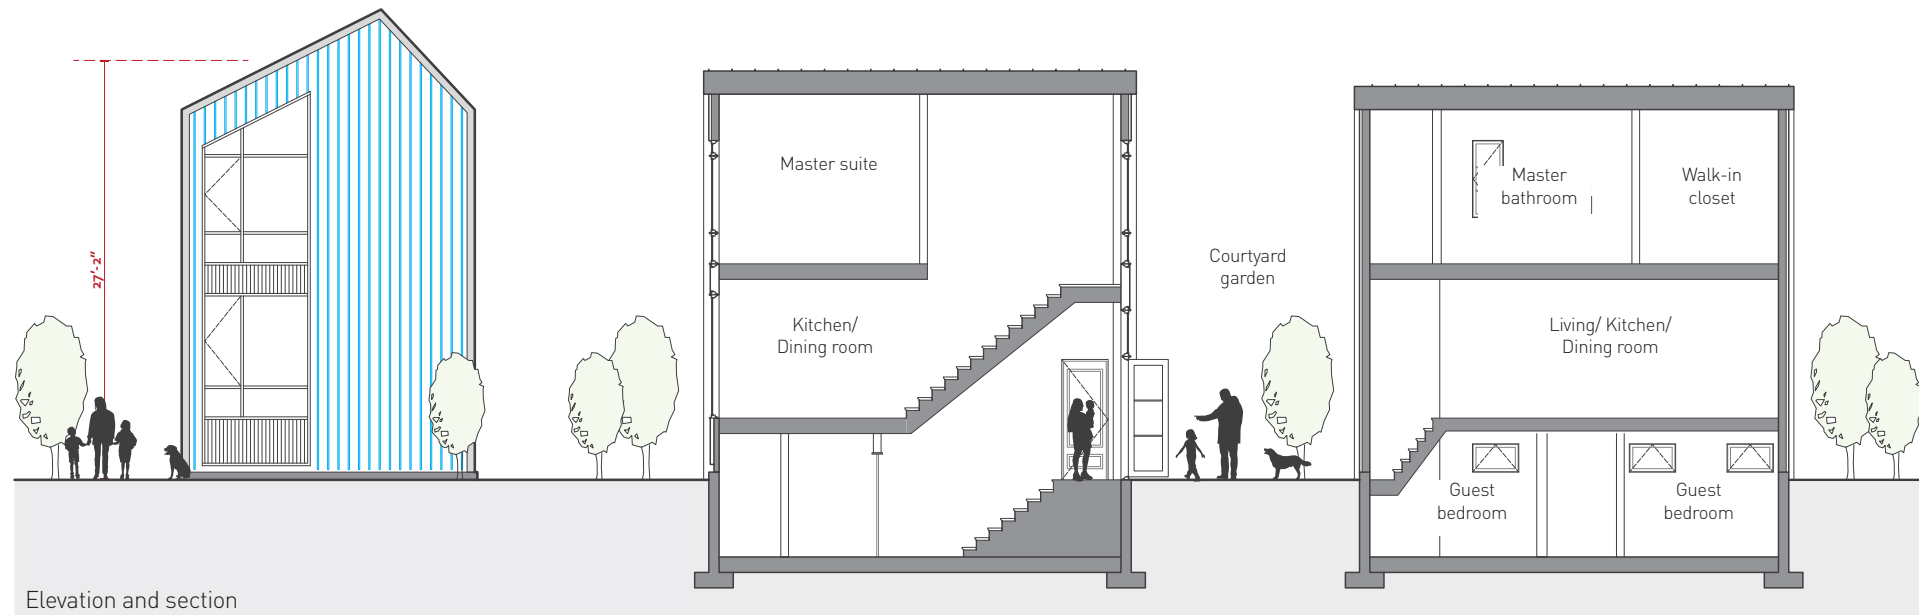 27'-2"
Master suite
Kitchen/
Dining room
Courtyard
garden
Master
bathroom
Walk-in
closet
Living/ Kitchen/
Dining room
Guest
bedroom
Guest
bedroom
Elevation and section